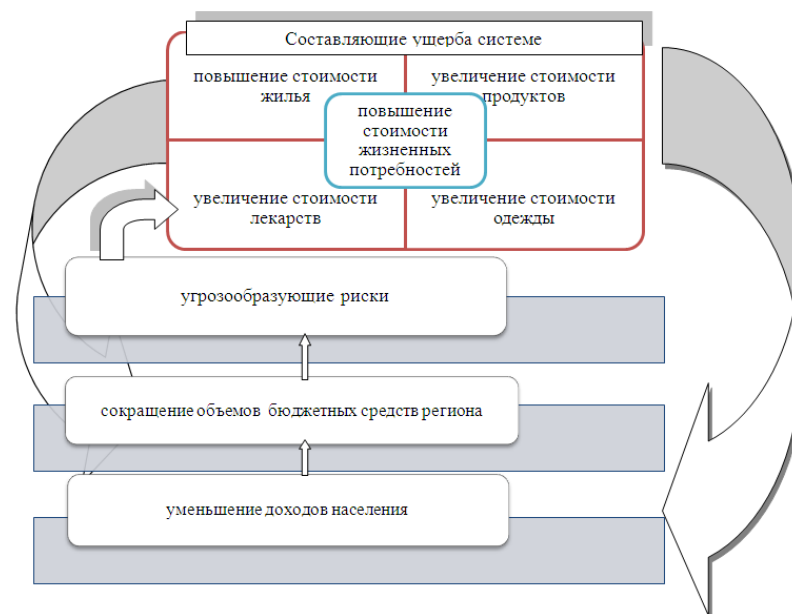 Составляющие ущерба системе
повышение стоимости
жилья
увеличение стоимости
продуктов
повышение
стоимости
жизненных
потребностей
увеличение стоимости
лекарств
увеличение стоимости
одежды
угрозообразующие риски
сокращение объемов бюджетных средств региона
уменьшение доходов населения